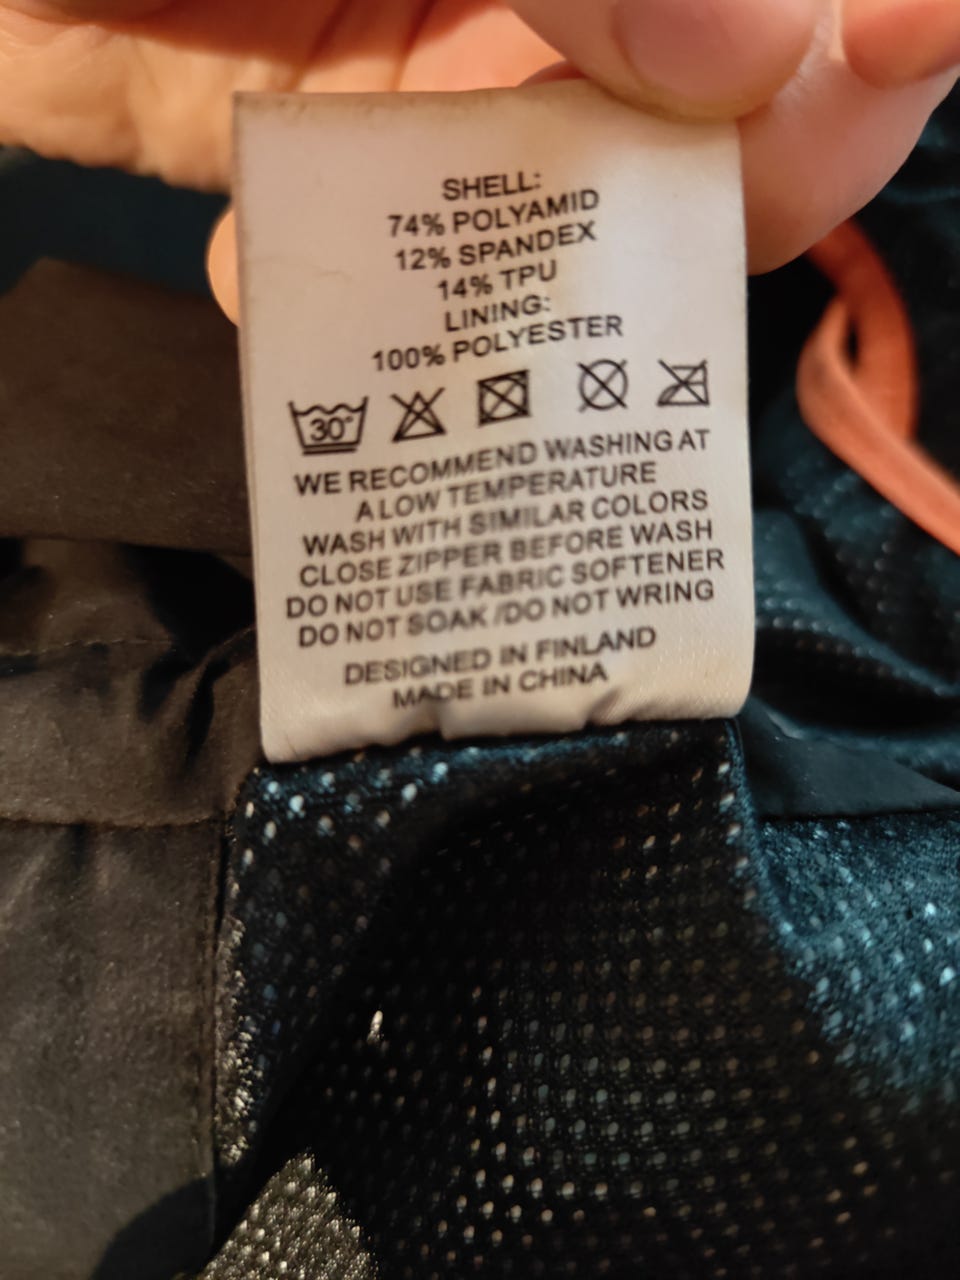 SHELL:
74% POLYAMID
12% SPANDEX
14% TPU
LINING:
100% POLYESTER
30°
WE RECOMMEND WASHING AT
A LOW TEMPERATURE
WASH WITH SIMILAR COLORS
CLOSE ZIPPER BEFORE WASH
DO NOT USE FABRIC SOFTENER
DO NOT SOAK /DO NOT WRING
DESIGNED IN FINLAND
MADE IN CHINA